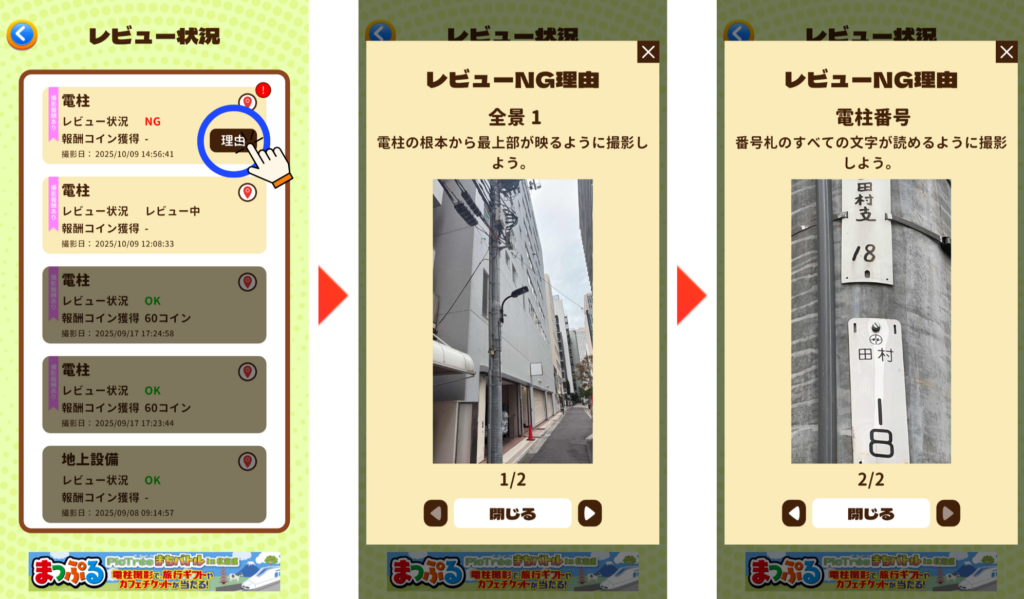 レビュー状況
電柱
レビュー状況 NG
報酬コイン獲得 -
撮影日： 2025/10/09 14:56:41
!
理由
電柱
レビュー状況 レビュー中
報酬コイン獲得 -
撮影日： 2025/10/09 12:08:33
電柱
レビュー状況 OK
報酬コイン獲得 60コイン
撮影日： 2025/09/17 17:24:58
電柱
レビュー状況 OK
報酬コイン獲得 60コイン
撮影日： 2025/09/17 17:23:44
地上設備
レビュー状況 OK
報酬コイン獲得 -
撮影日： 2025/09/08 09:14:57
まっぷる
PicTrée
電柱撮影で旅行ギフトや
カフェチケットが当たる!
レビュー状況
レビューNG理由
全景 1
電柱の根本から最上部が映るように撮影し
よう。
1/2
閉じる
まっぷる
PicTrée
電柱撮影で旅行ギフトや
カフェチケットが当たる!
レビュー状況
レビューNG理由
電柱番号
番号札のすべての文字が読めるように撮影
しよう。
田
村
支
18
田村
18
2/2
閉じる
まっぷる
PicTrée
電柱撮影で旅行ギフトや
カフェチケットが当たる!